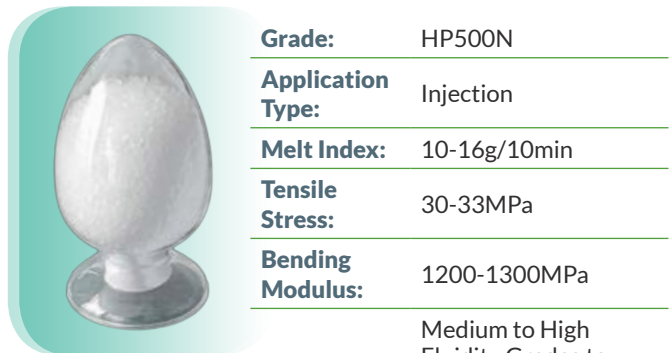 Grade: HP500N
Application
Type: Injection
Melt Index: 10-16g/10min
Tensile
Stress: 30-33MPa
Bending
Modulus: 1200-1300MPa
Medium to High